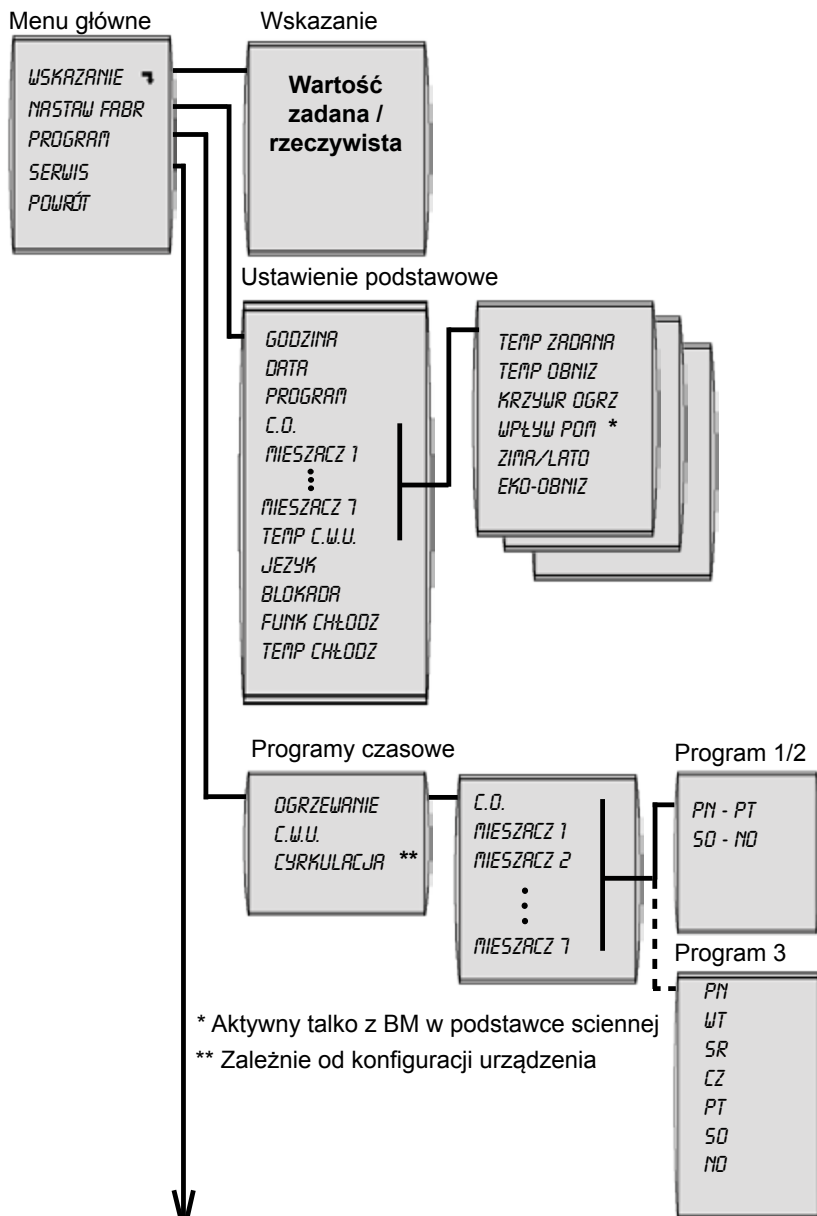 Menu główne
WSKAZANIE
NASTAW FABR
PROGRAM
SERWIS
POWRÓT
Wskazanie
Wartość
zadana /
rzeczywista
Ustawienie podstawowe
GODZINA
DATA
PROGRAM
C.O.
MIESZACZ 1
MIESZACZ 7
TEMP C.W.U.
JEZYK
BLOKADA
FUNK CHŁODZ
TEMP CHŁODZ
TEMP ZADANA
TEMP OBNIZ
KRZYWR OGRZ
WPŁYW POM *
ZIMA/LATO
EKO-OBNIZ
Programy czasowe
OGRZEWANIE
C.W.U.
CYRKULACJA **
C.O.
MIESZACZ 1
MIESZACZ 2
MIESZACZ 7
Program 1/2
PN - PT
SO - NO
Program 3
PN
WT
SR
CZ
PT
SO
NO
* Aktywny talko z BM w podstawce sciennej
** Zależnie od konfiguracji urządzenia